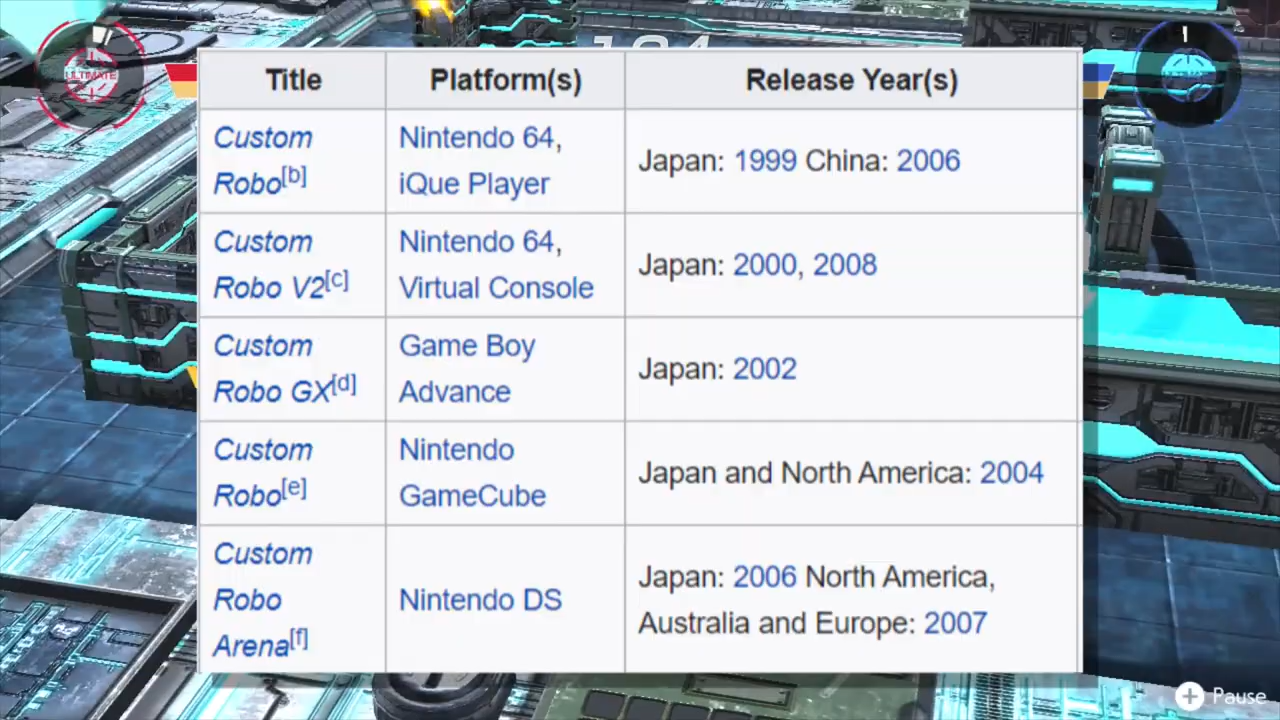 104
ULTIMATE
Title Platform(s) Release Year(s)
Custom Robo[b] Nintendo 64, iQue Player Japan: 1999 China: 2006
Custom Robo V2[c] Nintendo 64, Virtual Console Japan: 2000, 2008
Custom Robo GX[d] Game Boy Advance Japan: 2002
Custom Robo[e] Nintendo GameCube Japan and North America: 2004
Custom Robo Arena[f] Nintendo DS Japan: 2006 North America, Australia and Europe: 2007
Pause